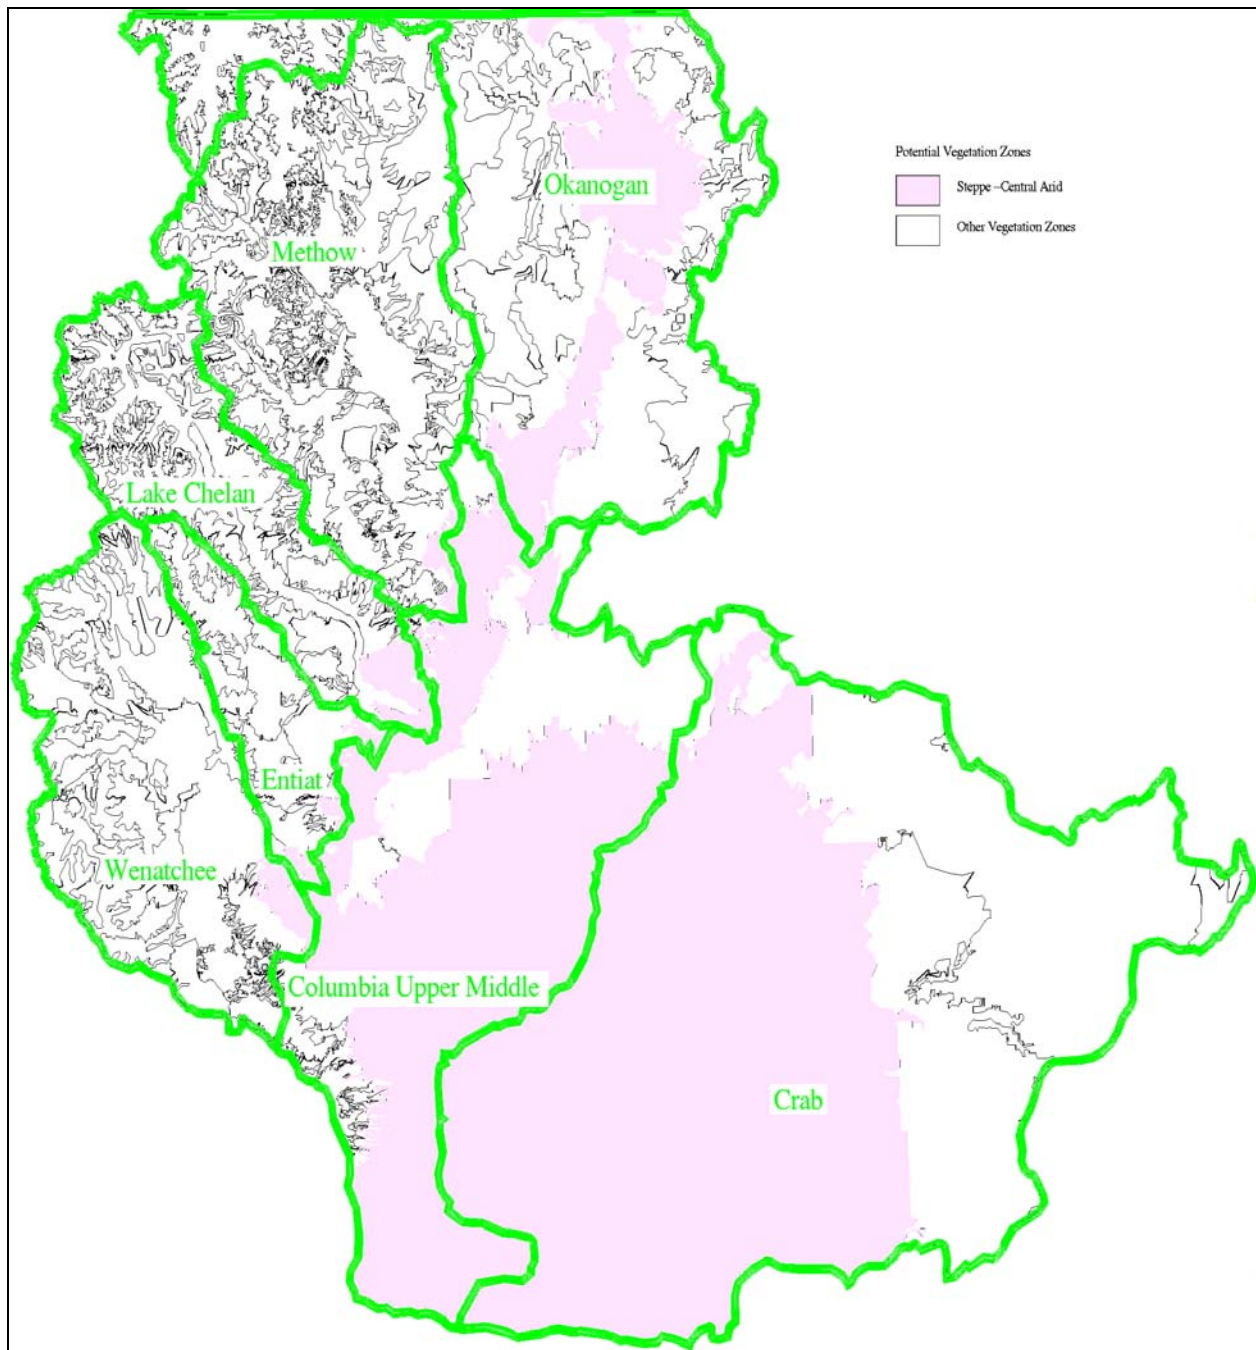 Potential Vegetation Zones
Steppe –Central Arid
Other Vegetation Zones
Okanogan
Methow
Lake Chelan
Entiat
Wenatchee
Columbia Upper Middle
Crab